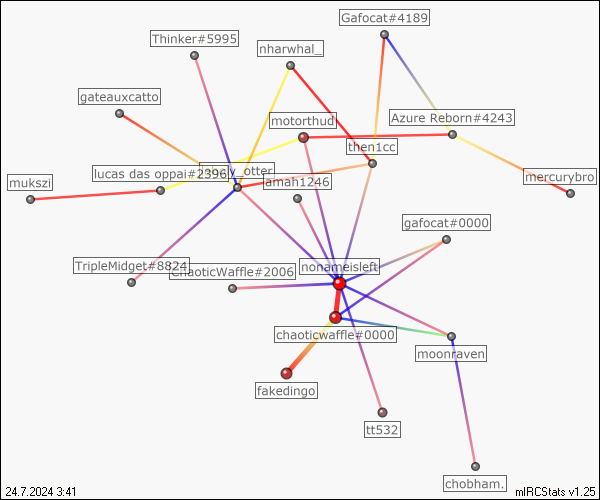 Gafocat#4189
Thinker#5995
nharwhal_
gateauxcatto
motorthud
Azure Reborn#4243
then1cc
lucas das oppai#2396
y_otter
mukszi
amah1246
mercurybro
gafocat#0000
nonameisleft
TripleMidget#8824
ChaoticWaffle#2006
chaoticwaffle#0000
moonraven
fakedingo
tt532
chobham.
24.7.2024 3:41
mIRCStats v1.25